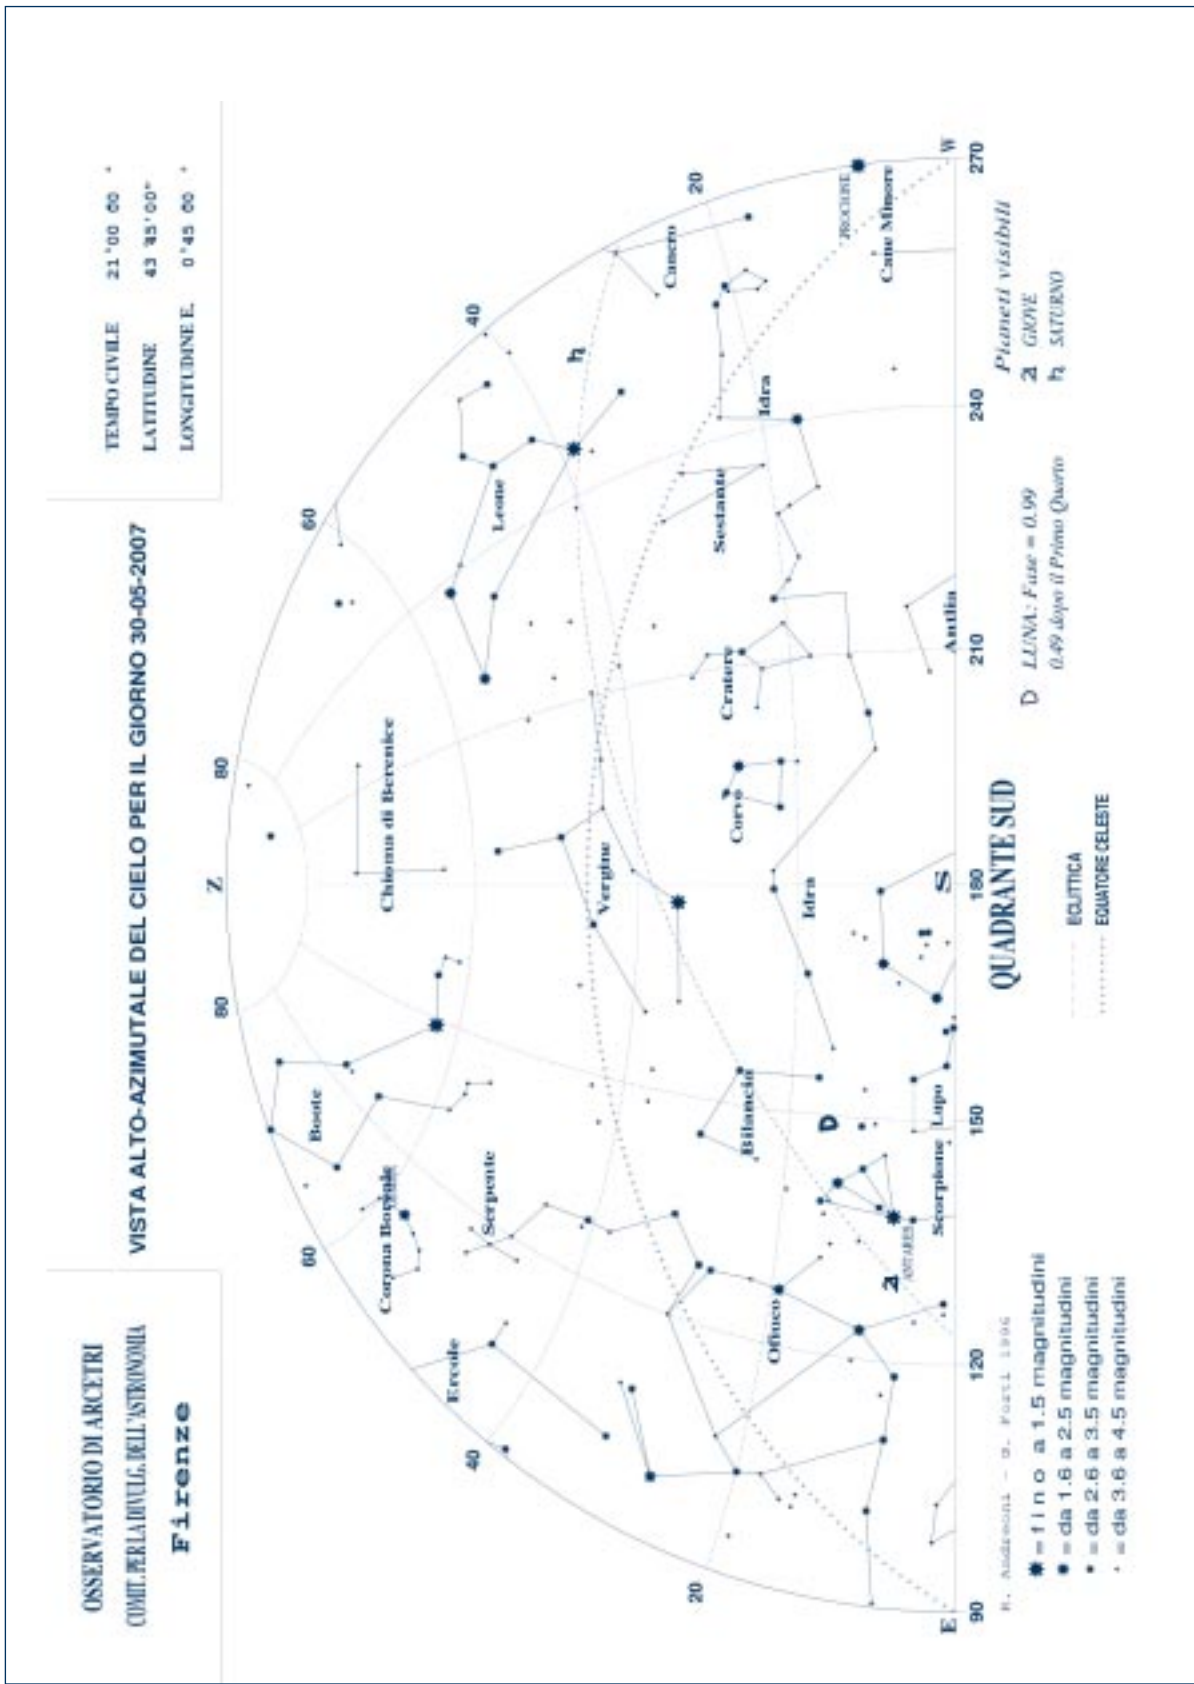 OSSERVATORIO DI ARCETRI
COMIT. PER LA DIVULG. DELL'ASTRONOMIA
Firenze
VISTA ALTO-AZIMUTALE DEL CIELO PER IL GIORNO 30-05-2007
TEMPO CIVILE 21 °00 00 "
LATITUDINE 43 °45'00"
LONGITUDINE E. 0 °45 00 "
Z
80
80
60
60
40
40
20
20
Boote
Chioma di Berenice
Leone
Cancro
Corona Boreale
Serpente
Ercole
Vergine
Ofiuco
Bilancia
Corvo
Cratere
Sestante
Idra
Idra
PROCIONE
Cane Minore
Antlia
Lupo
Scorpione
ANTARES
E
S
W
90
120
150
180
210
240
270
QUADRANTE SUD
= fino a 1.5 magnitudini
= da 1.6 a 2.5 magnitudini
= da 2.6 a 3.5 magnitudini
= da 3.6 a 4.5 magnitudini
ECLITTICA
EQUATORE CELESTE
LUNA: Fase = 0.99
0.49 dopo il Primo Quarto
Pianeti visibili
GIOVE
SATURNO